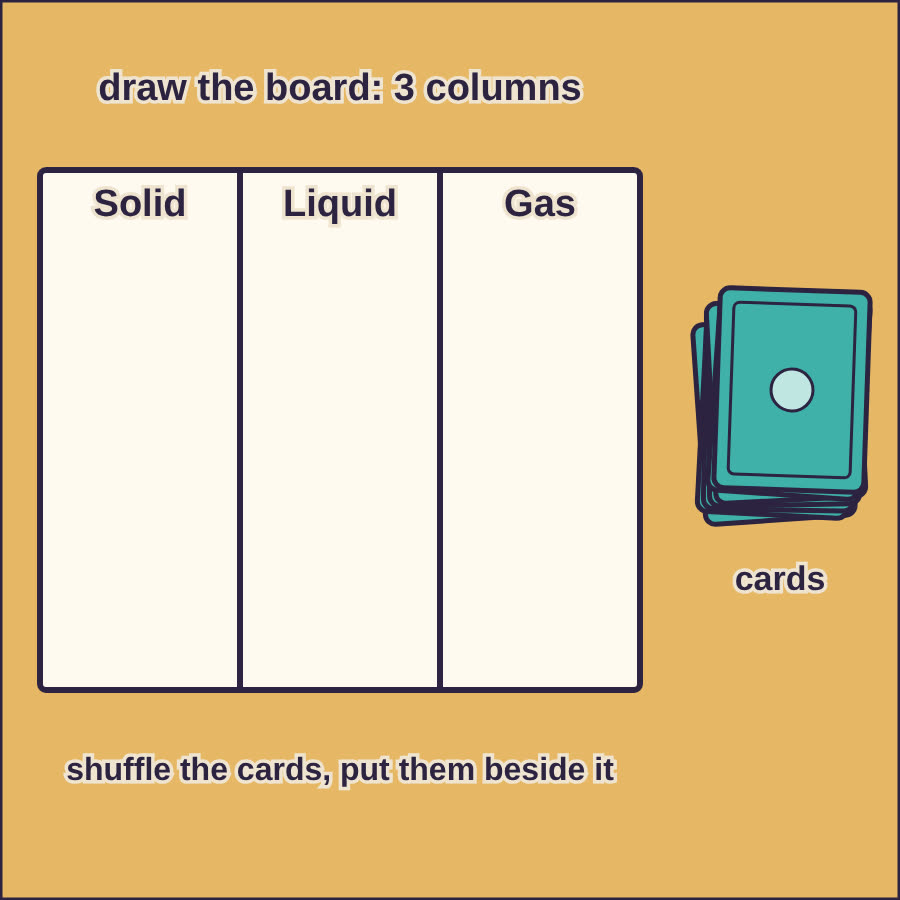 draw the board: 3 columns
Solid
Liquid
Gas
cards
shuffle the cards, put them beside it